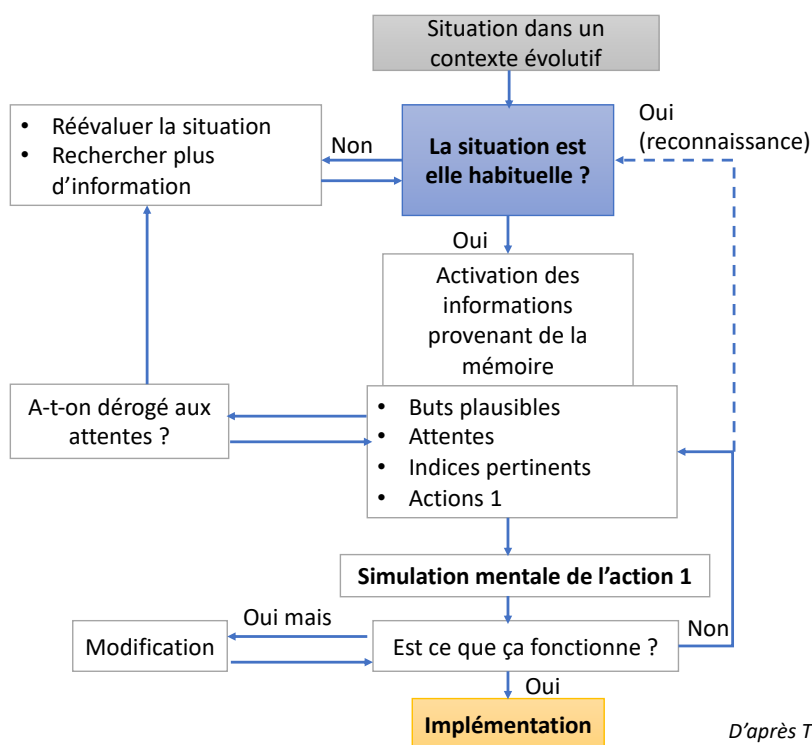 Situation dans un
contexte évolutif
Oui
(reconnaissance)
• Réévaluer la situation
• Rechercher plus
d’information
Non
La situation est
elle habituelle ?
Oui
Activation des
informations
provenant de la
mémoire
A-t-on dérogé aux
attentes ?
• Buts plausibles
• Attentes
• Indices pertinents
• Actions 1
Simulation mentale de l’action 1
Oui mais
Modification
Est ce que ça fonctionne ?
Non
Oui
Implémentation
D’après T